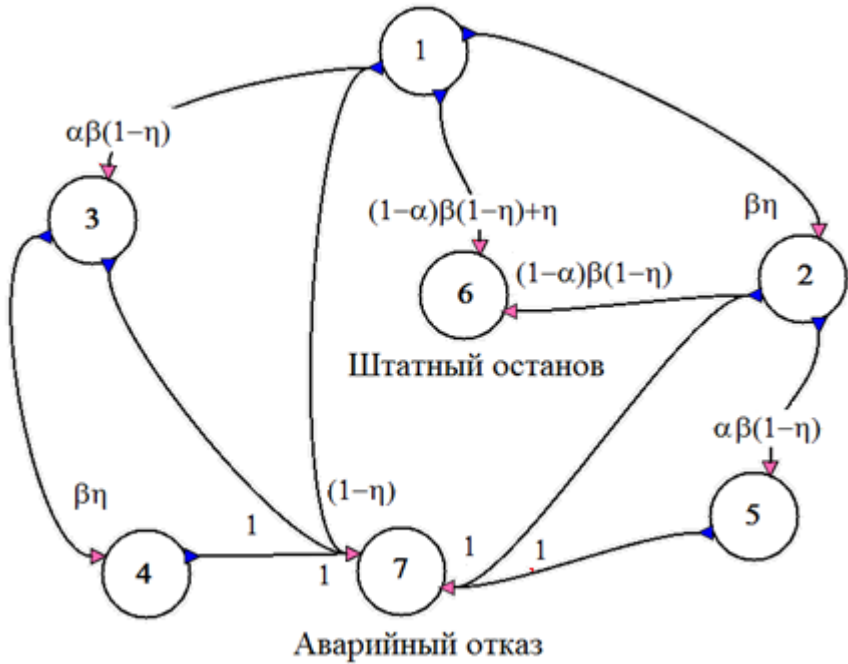 1
αβ(1−η)
3
(1−α)β(1−η)+η
βη
6
(1−α)β(1−η)
2
Штатный останов
αβ(1−η)
βη
1
(1−η)
5
4
1
7
1
1
Аварийный отказ